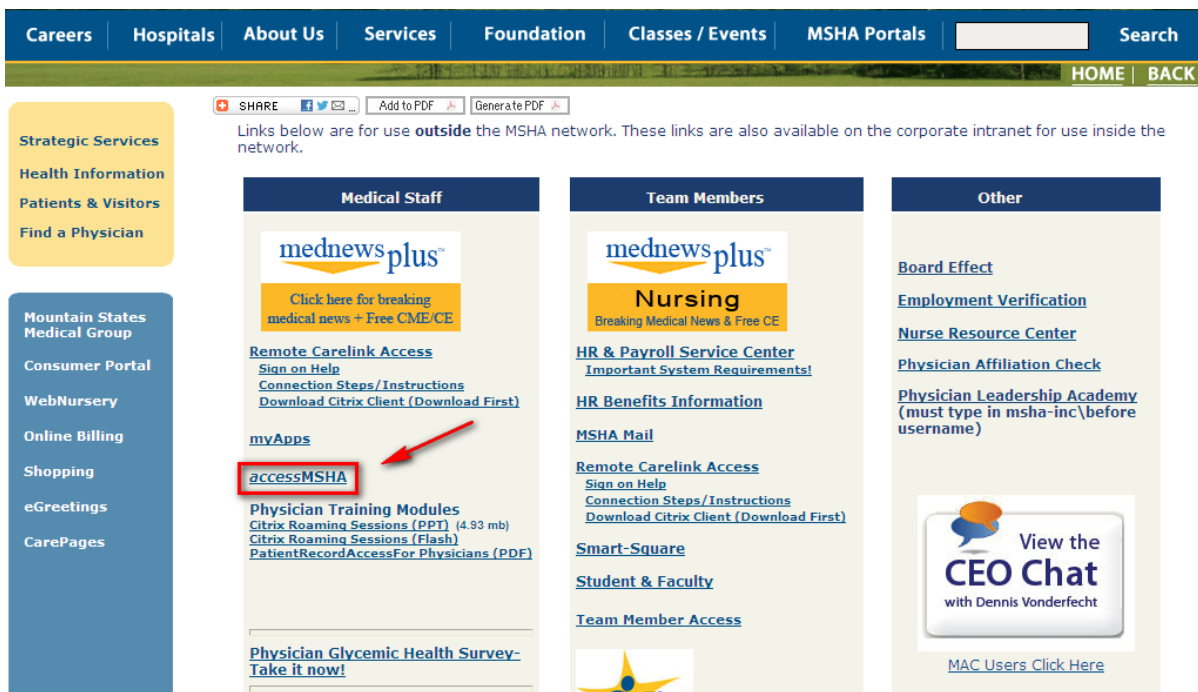 Careers Hospitals About Us Services Foundation Classes / Events MSHA Portals Search
HOME | BACK
SHARE ... Add to PDF Generate PDF
Links below are for use outside the MSHA network. These links are also available on the corporate intranet for use inside the
network.
Strategic Services
Health Information
Patients & Visitors
Find a Physician
Mountain States
Medical Group
Consumer Portal
WebNursery
Online Billing
Shopping
eGreetings
CarePages
Medical Staff
mednews plus™
Click here for breaking
medical news + Free CME/CE
Remote Carelink Access
Sign on Help
Connection Steps/Instructions
Download Citrix Client (Download First)
myApps
accessMSHA
Physician Training Modules
Citrix Roaming Sessions (PPT) (4.93 mb)
Citrix Roaming Sessions (Flash)
PatientRecordAccessFor Physicians (PDF)
Physician Glycemic Health Survey-
Take it now!
Team Members
mednews plus™
Nursing
Breaking Medical News & Free CE
HR & Payroll Service Center
Important System Requirements!
HR Benefits Information
MSHA Mail
Remote Carelink Access
Sign on Help
Connection Steps/Instructions
Download Citrix Client (Download First)
Smart-Square
Student & Faculty
Team Member Access
Other
Board Effect
Employment Verification
Nurse Resource Center
Physician Affiliation Check
Physician Leadership Academy
(must type in msha-inc\before
username)
View the
CEO Chat
with Dennis Vonderfecht
MAC Users Click Here